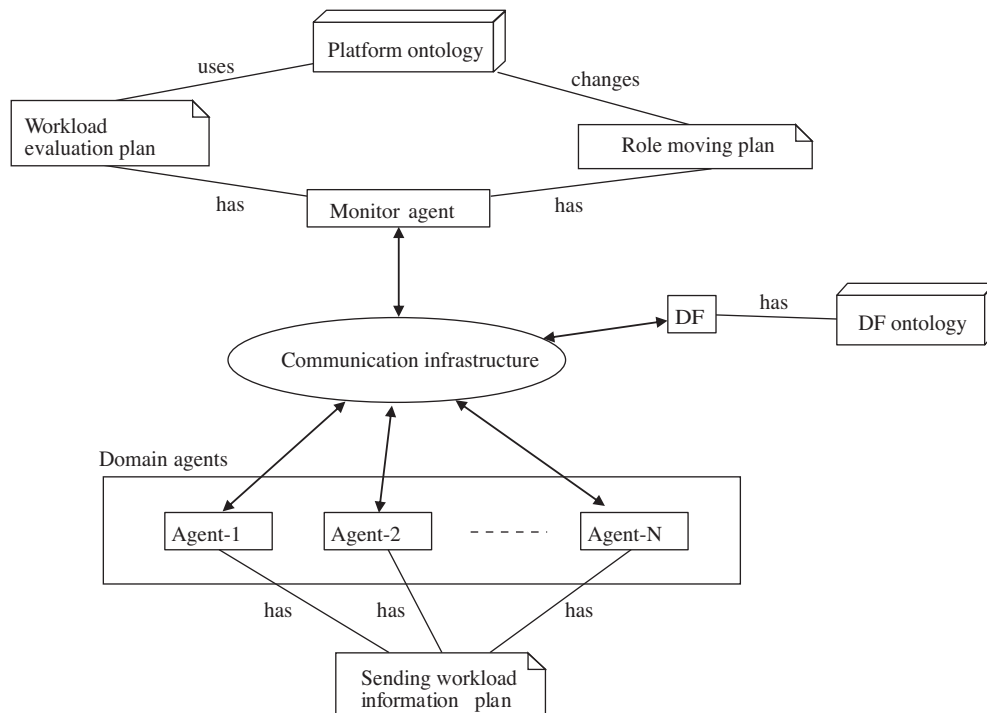 Platform ontology
uses
changes
Workload
evaluation plan
Role moving plan
has
Monitor agent
has
DF
has
DF ontology
Communication infrastructure
Domain agents
Agent-1
Agent-2
Agent-N
has
has
has
Sending workload
information plan